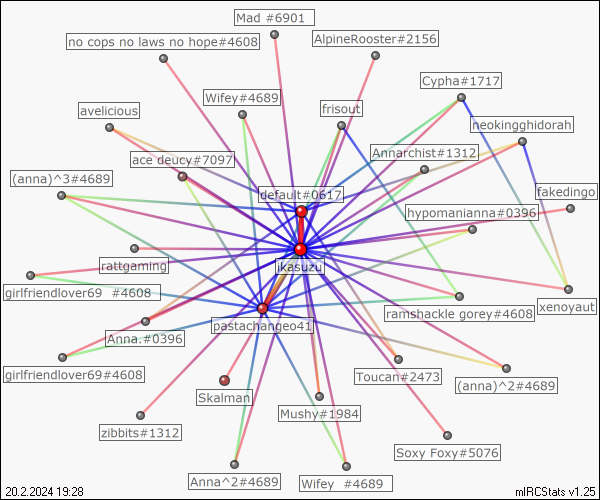 Mad #6901
no cops no laws no hope#4608
AlpineRooster#2156
Cypha#1717
Wifey#4689
avelicious
frisout
neokingghidorah
ace deucy#7097
Annarchist#1312
(anna)^3#4689
default#0617
fakedingo
hypomanianna#0396
rattgaming
ikasuzu
girlfriendlover69 #4608
xenoyaut
ramshackle gorey#4608
pastachangeo41
Anna.#0396
girlfriendlover69#4608
Toucan#2473
(anna)^2#4689
Skalman
Mushy#1984
zibbits#1312
Soxy Foxy#5076
Anna^2#4689
Wifey #4689
20.2.2024 19:28
mIRCStats v1.25